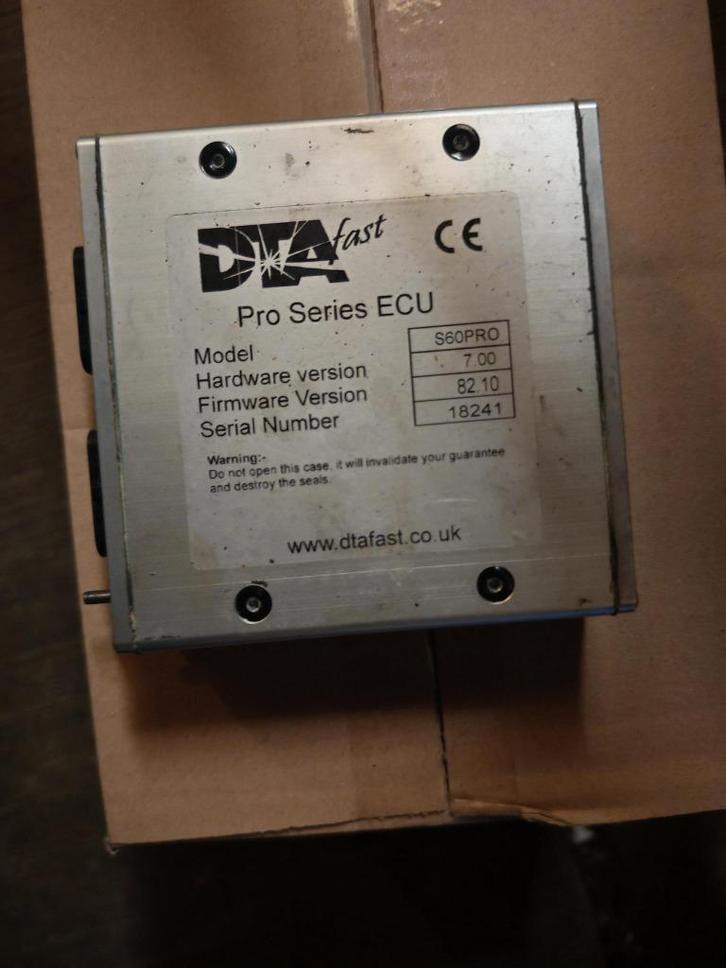 DTAfast CE
Pro Series ECU
Model S60PRO
Hardware version 7.00
Firmware Version 82.10
Serial Number 18241
Warning:-
Do not open this case, it will invalidate your guarantee
and destroy the seals.
www.dtafast.co.uk